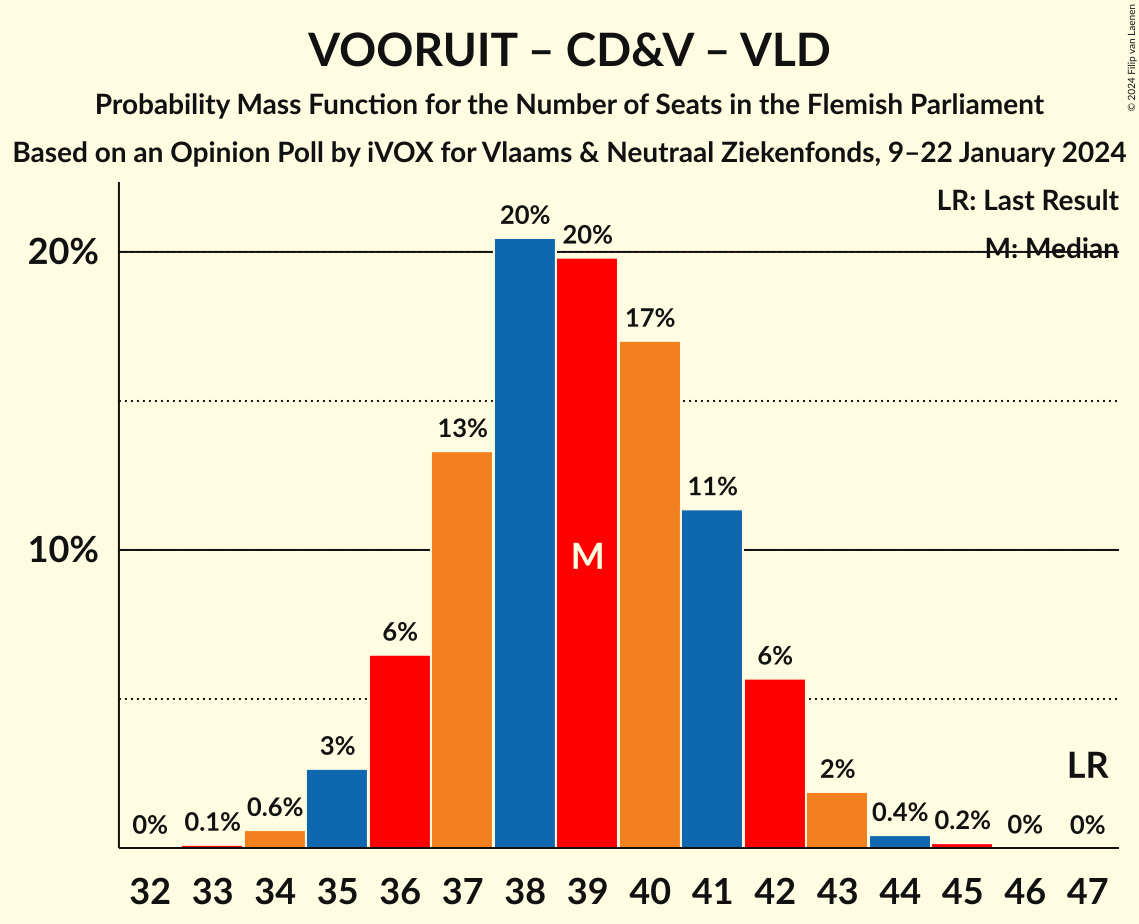 VOORUIT – CD&V – VLD
Probability Mass Function for the Number of Seats in the Flemish Parliament
Based on an Opinion Poll by iVOX for Vlaams & Neutraal Ziekenfonds, 9–22 January 2024
© 2024 Filip van Laenen
LR: Last Result
M: Median
20%
10%
0% 0.1% 0.6% 3% 6% 13% 20% 20% 17% 11% 6% 2% 0.4% 0.2% 0% 0%
M
LR
32 33 34 35 36 37 38 39 40 41 42 43 44 45 46 47